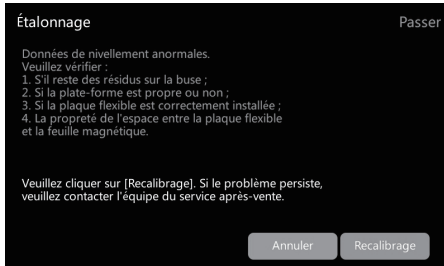 Étalonnage
Passer
Données de nivellement anormales.
Veuillez vérifier :
1. S'il reste des résidus sur la buse ;
2. Si la plate-forme est propre ou non ;
3. Si la plaque flexible est correctement installée ;
4. La propreté de l'espace entre la plaque flexible
et la feuille magnétique.
Veuillez cliquer sur [Recalibrage]. Si le problème persiste,
veuillez contacter l'équipe du service après-vente.
Annuler
Recalibrage